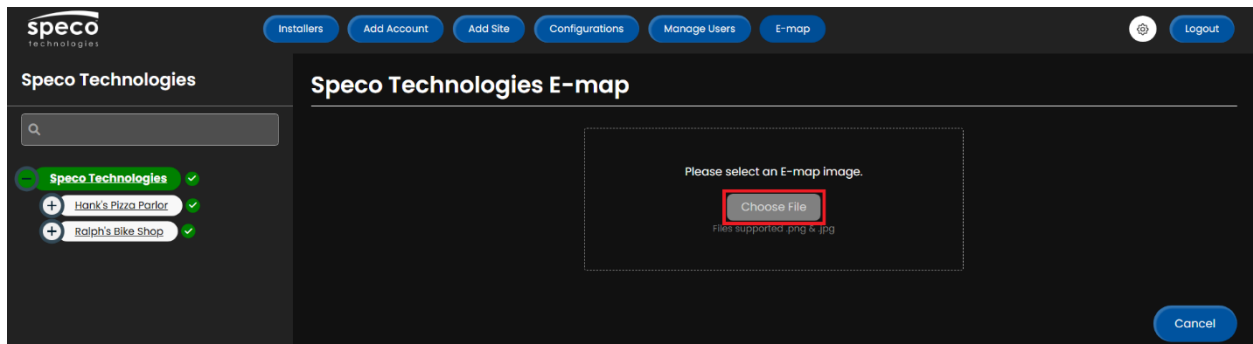 speco
technologies
Installers
Add Account
Add Site
Configurations
Manage Users
E-map
Logout
Speco Technologies
Speco Technologies E-map
Speco Technologies
Hank's Pizza Parlor
Ralph's Bike Shop
Please select an E-map image.
Choose File
Files supported .png & .jpg
Cancel